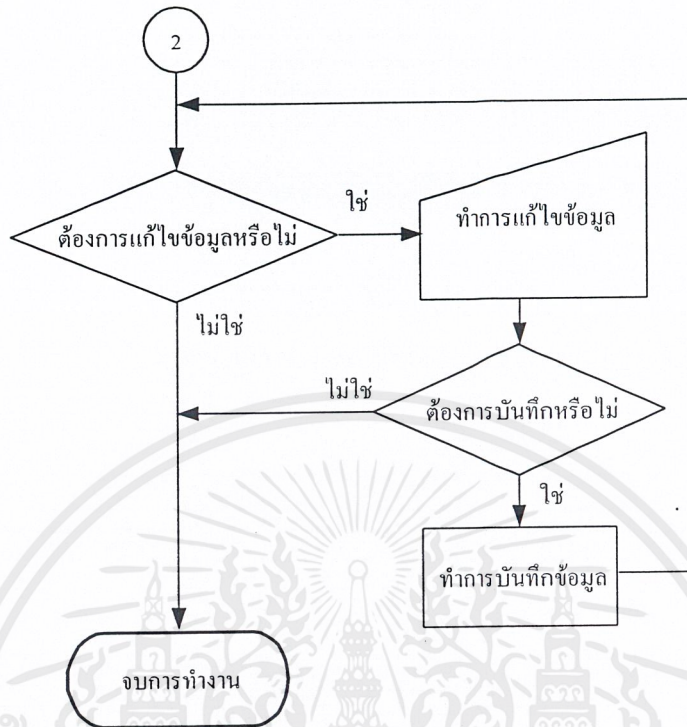 2
ใช่
ทำการแก้ไขข้อมูล
ต้องการแก้ไขข้อมูลหรือไม่
ไม่ใช่
ไม่ใช่
ต้องการบันทึกหรือไม่
ใช่
ทำการบันทึกข้อมูล
จบการทำงาน